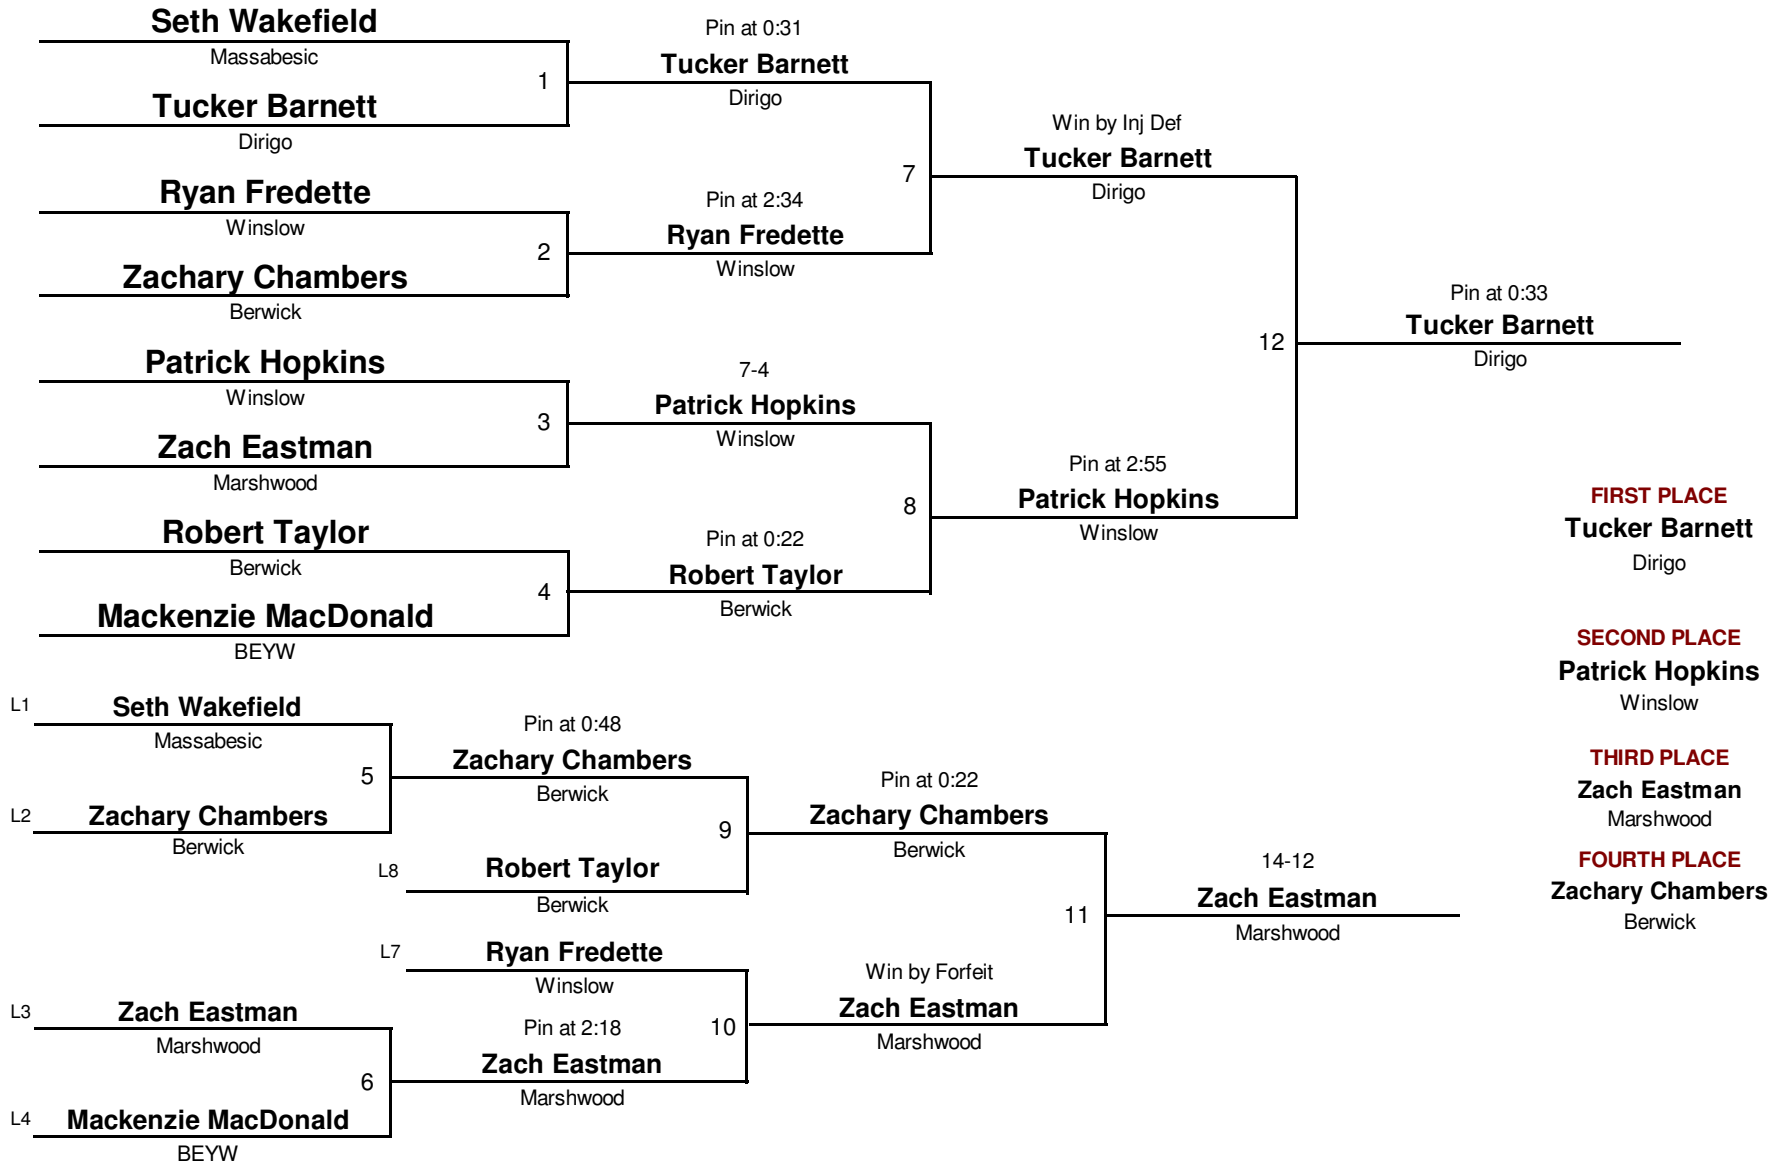 Seth Wakefield
Massabesic
1
Tucker Barnett
Dirigo
Ryan Fredette
Winslow
2
Zachary Chambers
Berwick
Patrick Hopkins
Winslow
3
Zach Eastman
Marshwood
Robert Taylor
Berwick
4
Mackenzie MacDonald
BEYW
Pin at 0:31
Tucker Barnett
Dirigo
7
Pin at 2:34
Ryan Fredette
Winslow
7-4
Patrick Hopkins
Winslow
8
Pin at 0:22
Robert Taylor
Berwick
Win by Inj Def
Tucker Barnett
Dirigo
12
Pin at 2:55
Patrick Hopkins
Winslow
Pin at 0:33
Tucker Barnett
Dirigo
FIRST PLACE
Tucker Barnett
Dirigo
SECOND PLACE
Patrick Hopkins
Winslow
THIRD PLACE
Zach Eastman
Marshwood
FOURTH PLACE
Zachary Chambers
Berwick
L1 Seth Wakefield
Massabesic
5
L2 Zachary Chambers
Berwick
L3 Zach Eastman
Marshwood
6
L4 Mackenzie MacDonald
BEYW
Pin at 0:48
Zachary Chambers
Berwick
9
L8 Robert Taylor
Berwick
L7 Ryan Fredette
Winslow
10
Pin at 2:18
Zach Eastman
Marshwood
Pin at 0:22
Zachary Chambers
Berwick
11
Win by Forfeit
Zach Eastman
Marshwood
14-12
Zach Eastman
Marshwood